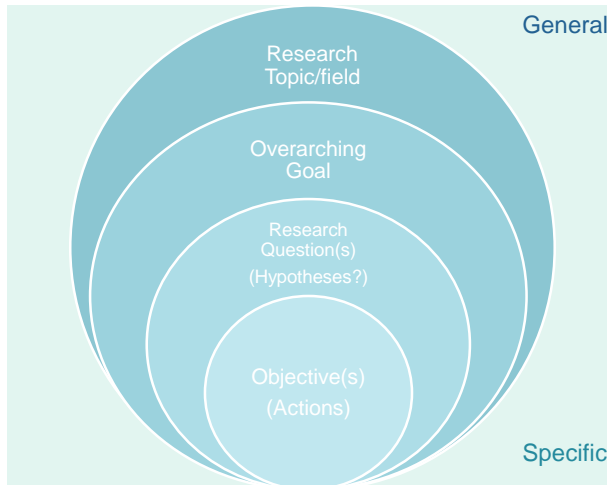 General
Research
Topic/field
Overarching
Goal
Research
Question(s)
(Hypotheses?)
Objective(s)
(Actions)
Specific